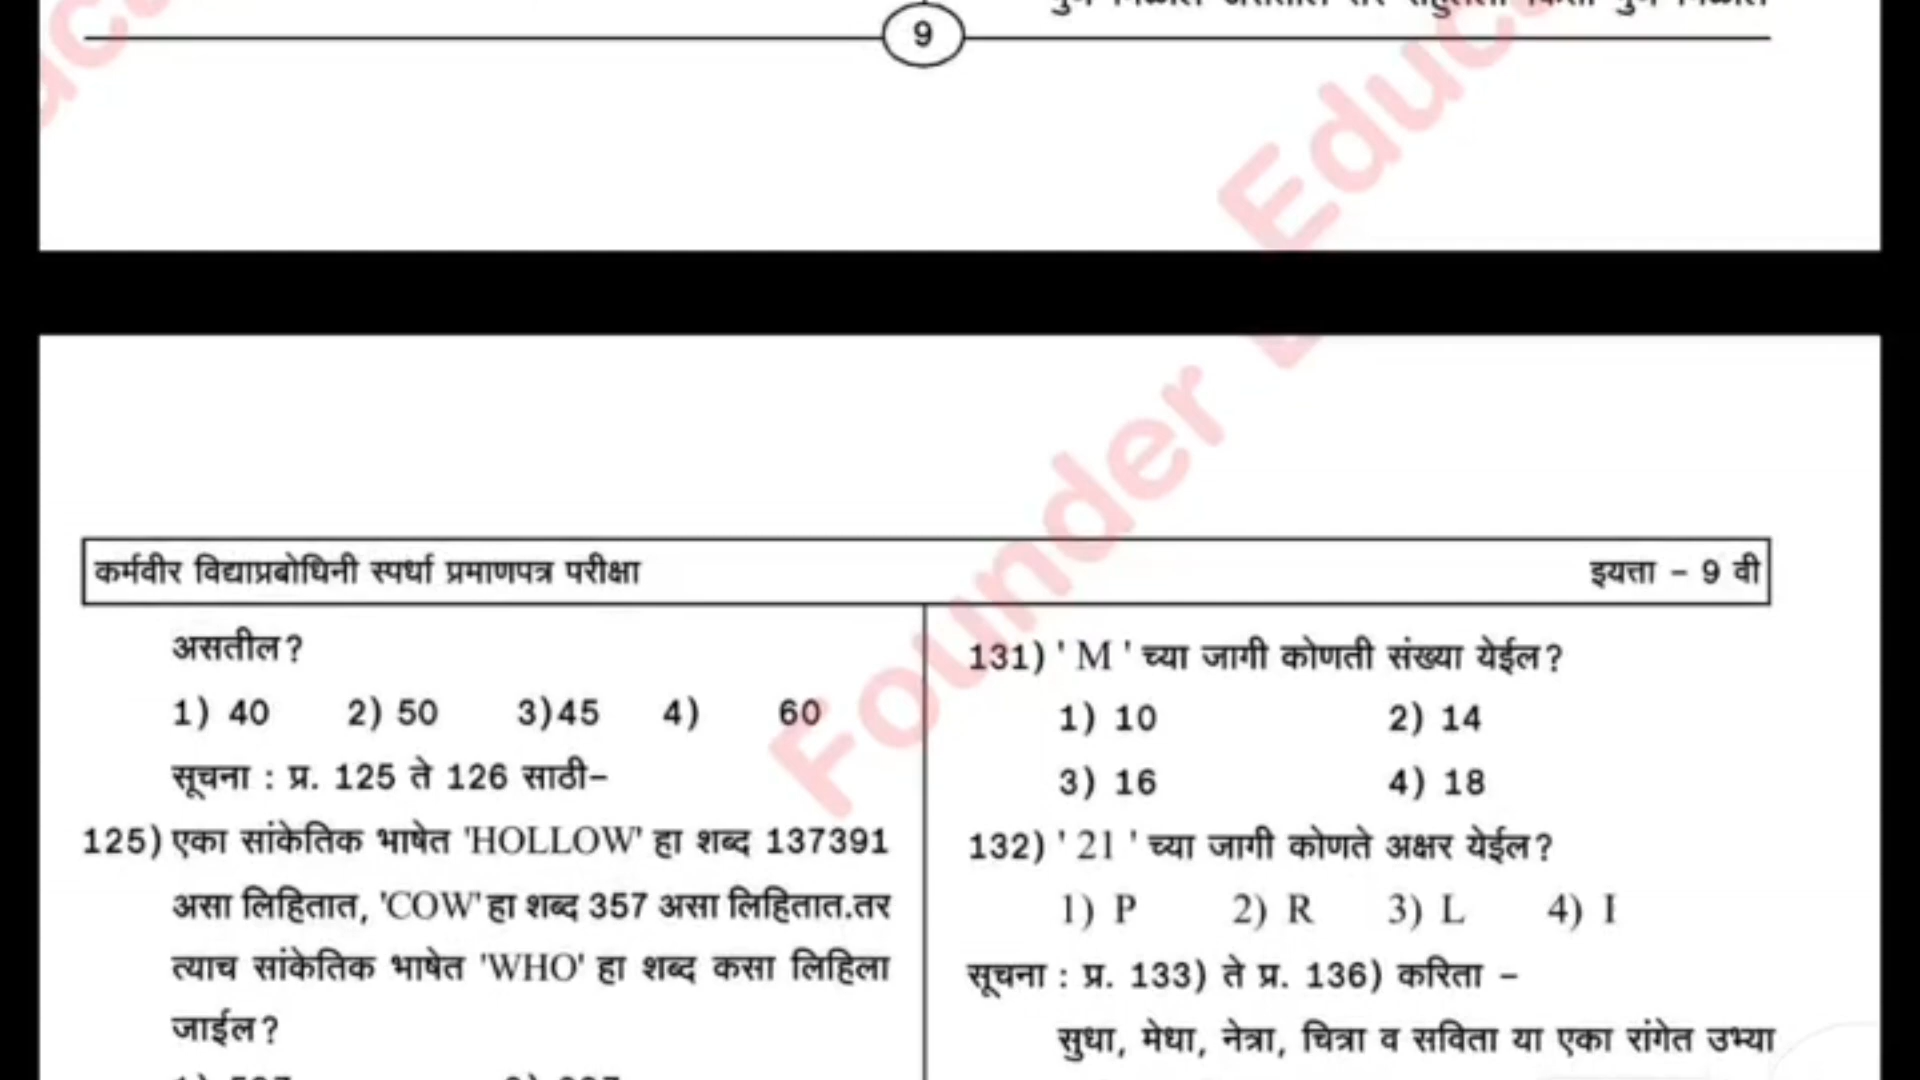 9
कर्मवीर विद्याप्रबोधिनी स्पर्धा प्रमाणपत्र परीक्षा इयत्ता - 9 वी
असतील?
1) 40 2) 50 3)45 4) 60
सूचना : प्र. 125 ते 126 साठी-
125) एका सांकेतिक भाषेत 'HOLLOW' हा शब्द 137391
असा लिहितात, 'COW' हा शब्द 357 असा लिहितात.तर
त्याच सांकेतिक भाषेत 'WHO' हा शब्द कसा लिहिला
जाईल?
131) ' M ' च्या जागी कोणती संख्या येईल?
1) 10 2) 14
3) 16 4) 18
132) ' 21 ' च्या जागी कोणते अक्षर येईल?
1) P 2) R 3) L 4) I
सूचना : प्र. 133) ते प्र. 136) करिता -
सुधा, मेधा, नेत्रा, चित्रा व सविता या एका रांगेत उभ्या
Founder Educ